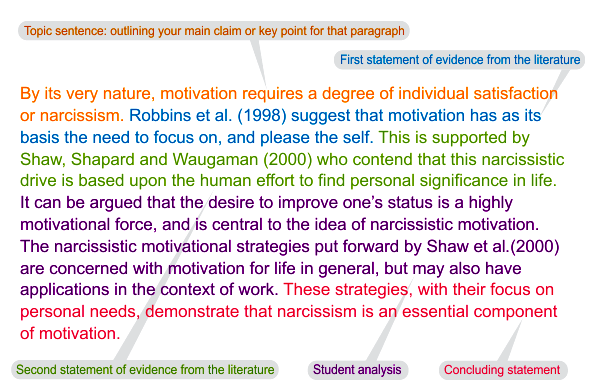 Topic sentence: outlining your main claim or key point for that paragraph
First statement of evidence from the literature
By its very nature, motivation requires a degree of individual satisfaction
or narcissism. Robbins et al. (1998) suggest that motivation has as its
basis the need to focus on, and please the self. This is supported by
Shaw, Shapard and Waugaman (2000) who contend that this narcissistic
drive is based upon the human effort to find personal significance in life.
It can be argued that the desire to improve one’s status is a highly
motivational force, and is central to the idea of narcissistic motivation.
The narcissistic motivational strategies put forward by Shaw et al.(2000)
are concerned with motivation for life in general, but may also have
applications in the context of work. These strategies, with their focus on
personal needs, demonstrate that narcissism is an essential component
of motivation.
Second statement of evidence from the literature
Student analysis
Concluding statement